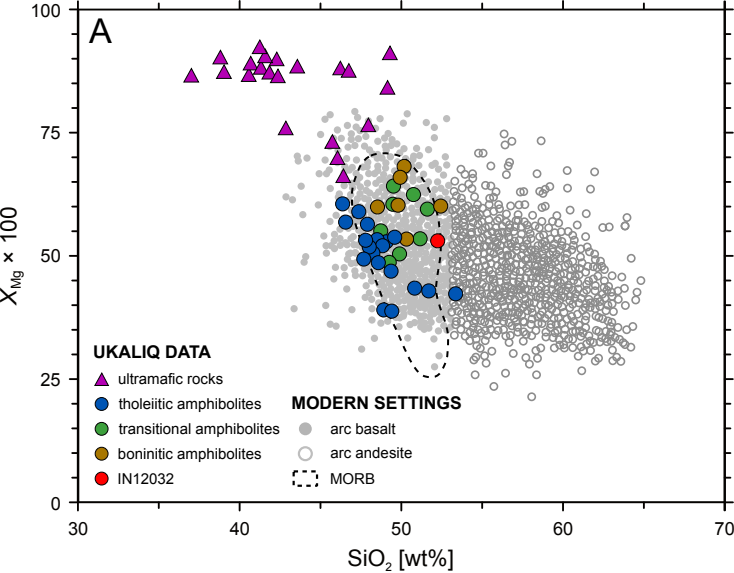 A
100
75
50
25
0
X Mg × 100
UKALIQ DATA
ultramafic rocks
tholeiitic amphibolites
transitional amphibolites
boninitic amphibolites
IN12032
MODERN SETTINGS
arc basalt
arc andesite
MORB
30 40 50 60 70
SiO₂ [wt%]